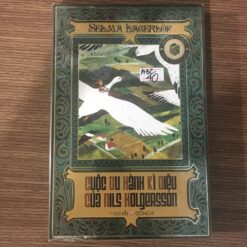 SELMA LAGERLÖF
CUỘC DU HÀNH KÌ DIỆU
CỦA NILS HOLGERSSON